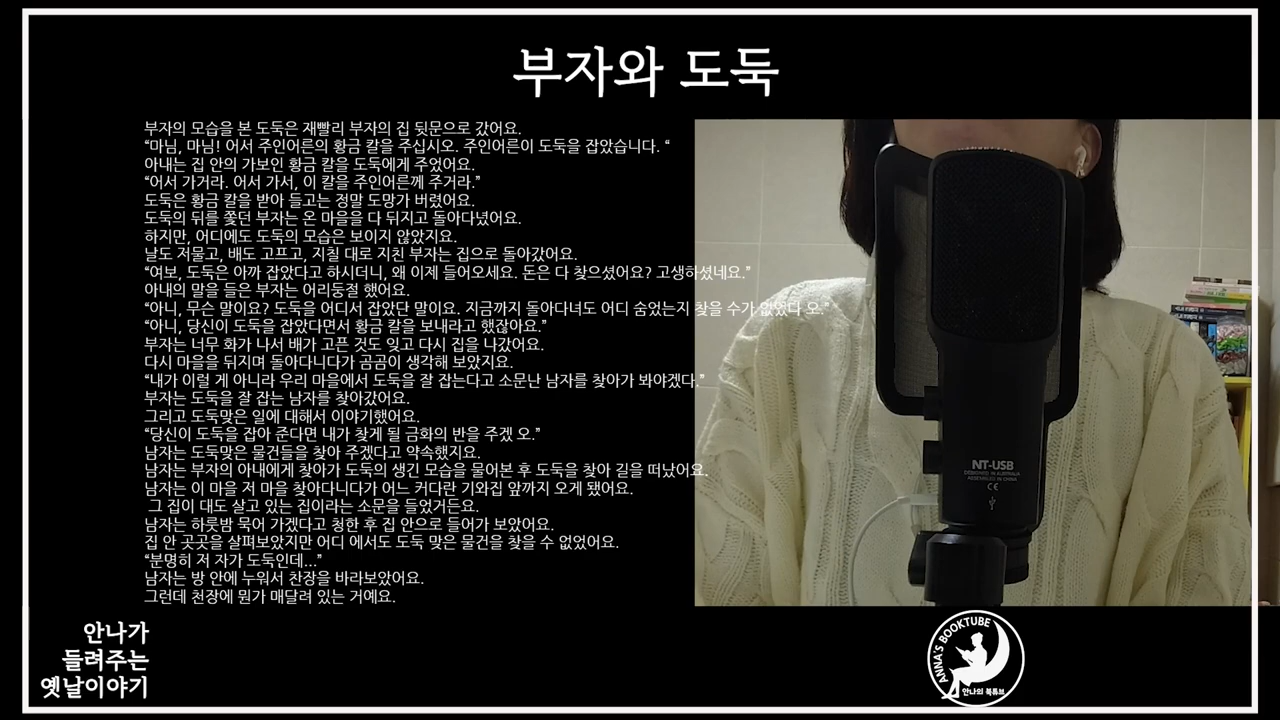 부자와 도둑
부자의 모습을 본 도둑은 재빨리 부자의 집 뒷문으로 갔어요.
“마님, 마님! 어서 주인어른의 황금 칼을 주십시오. 주인어른이 도둑을 잡았습니다. “
아내는 집 안의 가보인 황금 칼을 도둑에게 주었어요.
“어서 가거라. 어서 가서, 이 칼을 주인어른께 주거라.”
도둑은 황금 칼을 받아 들고는 정말 도망가 버렸어요.
도둑의 뒤를 쫓던 부자는 온 마을을 다 뒤지고 돌아다녔어요.
하지만, 어디에도 도둑의 모습은 보이지 않았지요.
날도 저물고, 배도 고프고, 지칠 대로 지친 부자는 집으로 돌아갔어요.
“여보, 도둑은 아까 잡았다고 하시더니, 왜 이제 들어오세요. 돈은 다 찾으셨어요? 고생하셨네요.”
아내의 말을 들은 부자는 어리둥절 했어요.
“아니, 무슨 말이요? 도둑을 어디서 잡았단 말이요. 지금까지 돌아다녀도 어디 숨었는지 찾을 수가 없었다 오.”
“아니, 당신이 도둑을 잡았다면서 황금 칼을 보내라고 했잖아요.”
부자는 너무 화가 나서 배가 고픈 것도 잊고 다시 집을 나갔어요.
다시 마을을 뒤지며 돌아다니다가 곰곰이 생각해 보았지요.
“내가 이럴 게 아니라 우리 마을에서 도둑을 잘 잡는다고 소문난 남자를 찾아가 봐야겠다.”
부자는 도둑을 잘 잡는 남자를 찾아갔어요.
그리고 도둑맞은 일에 대해서 이야기했어요.
“당신이 도둑을 잡아 준다면 내가 찾게 될 금화의 반을 주겠 오.”
남자는 도둑맞은 물건들을 찾아 주겠다고 약속했지요.
남자는 부자의 아내에게 찾아가 도둑의 생긴 모습을 물어본 후 도둑을 찾아 길을 떠났어요.
남자는 이 마을 저 마을 찾아다니다가 어느 커다란 기와집 앞까지 오게 됐어요.
그 집이 대도 살고 있는 집이라는 소문을 들었거든요.
남자는 하룻밤 묵어 가겠다고 청한 후 집 안으로 들어가 보았어요.
집 안 곳곳을 살펴보았지만 어디 에서도 도둑 맞은 물건을 찾을 수 없었어요.
“분명히 저 자가 도둑인데...”
남자는 방 안에 누워서 찬장을 바라보았어요.
그런데 천장에 뭔가 매달려 있는 거예요.
NT-USB
DESIGNED IN AUSTRALIA
ASSEMBLED IN CHINA
CE
안나가
들려주는
옛날이야기
ANNA'S BOOKTUBE
안나의 북튜브